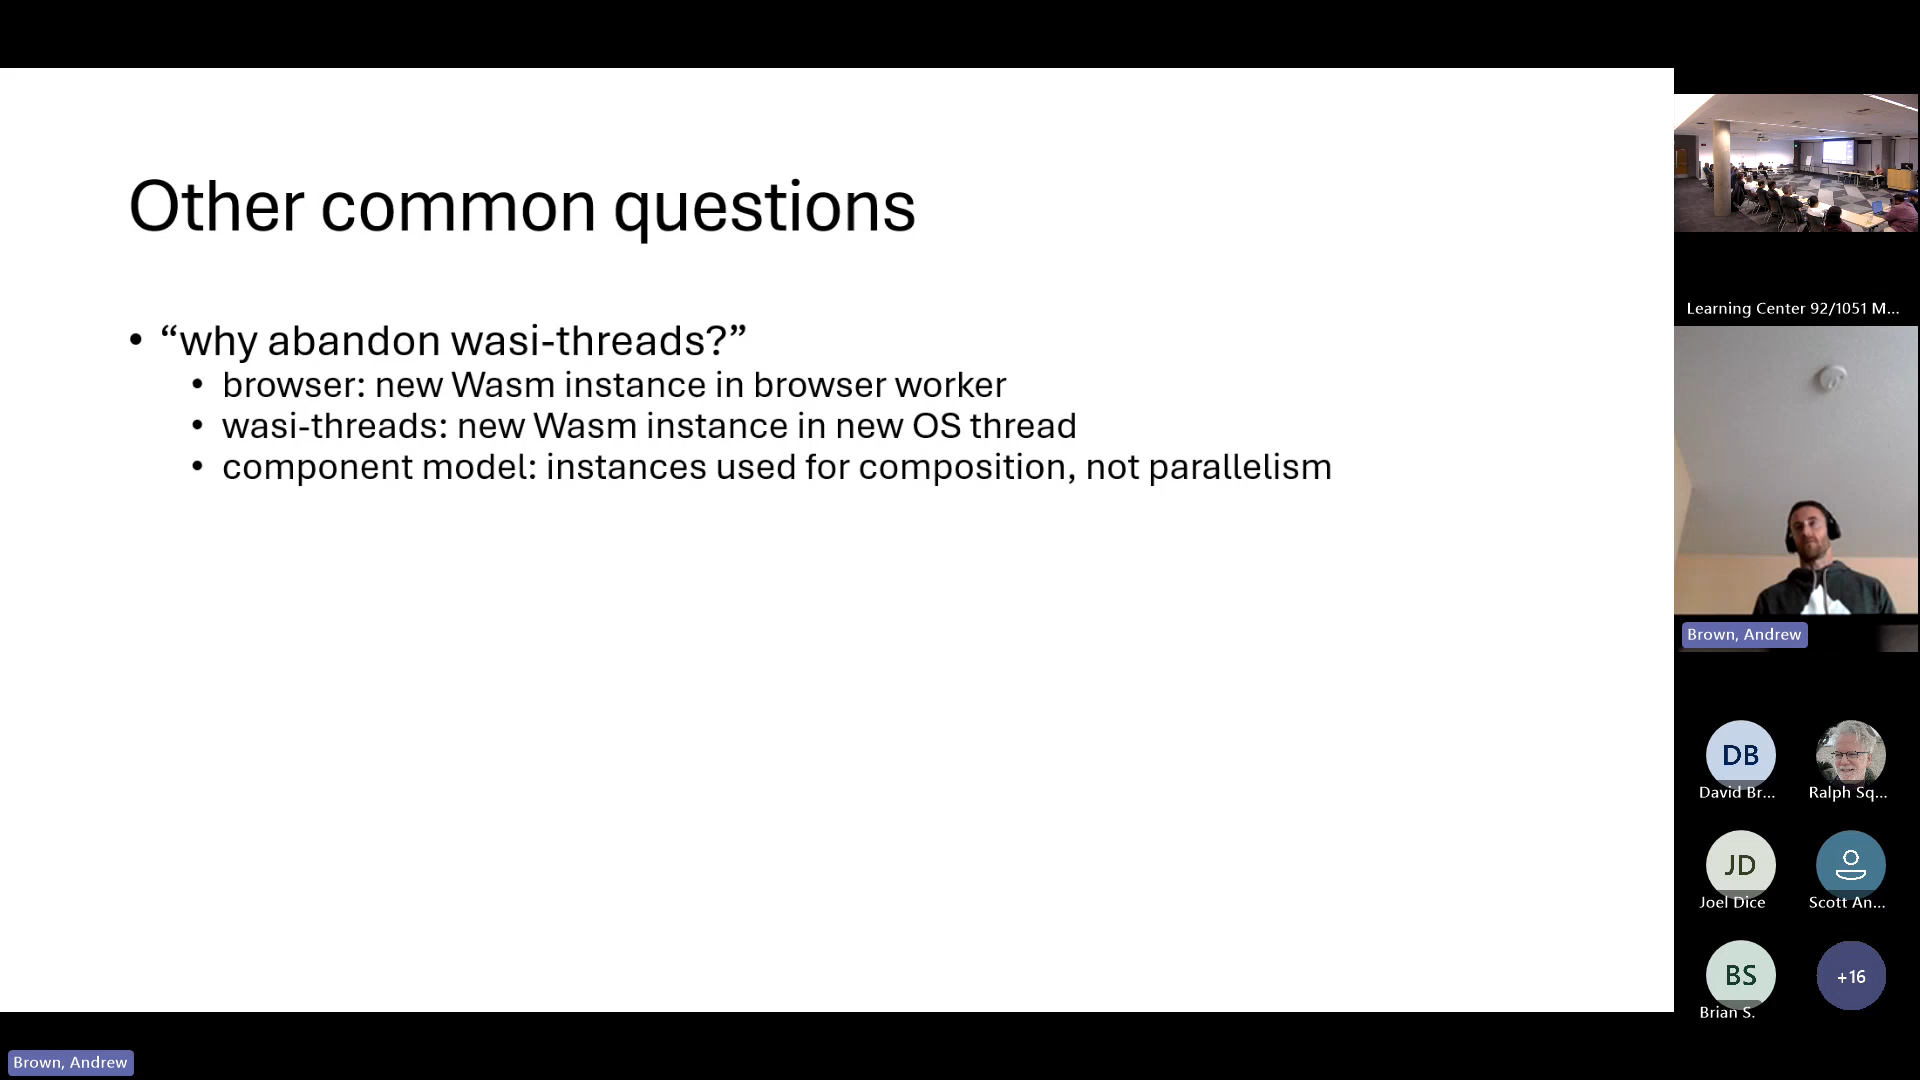 Other common questions
• “why abandon wasi-threads?”
• browser: new Wasm instance in browser worker
• wasi-threads: new Wasm instance in new OS thread
• component model: instances used for composition, not parallelism
Learning Center 92/1051 M...
Brown, Andrew
DB
David Br...
Ralph Sq...
JD
Joel Dice
Scott An...
BS
Brian S.
+16
Brown, Andrew